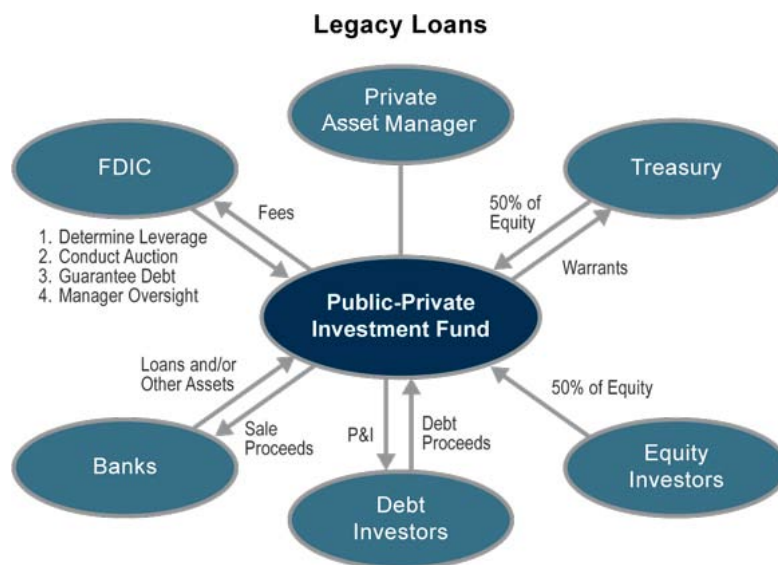 Legacy Loans
Private
Asset Manager
FDIC
Treasury
Fees
50% of
Equity
1. Determine Leverage
2. Conduct Auction
3. Guarantee Debt
4. Manager Oversight
Warrants
Public-Private
Investment Fund
Loans and/or
Other Assets
50% of Equity
Sale
Proceeds
P&I
Debt
Proceeds
Banks
Equity
Investors
Debt
Investors